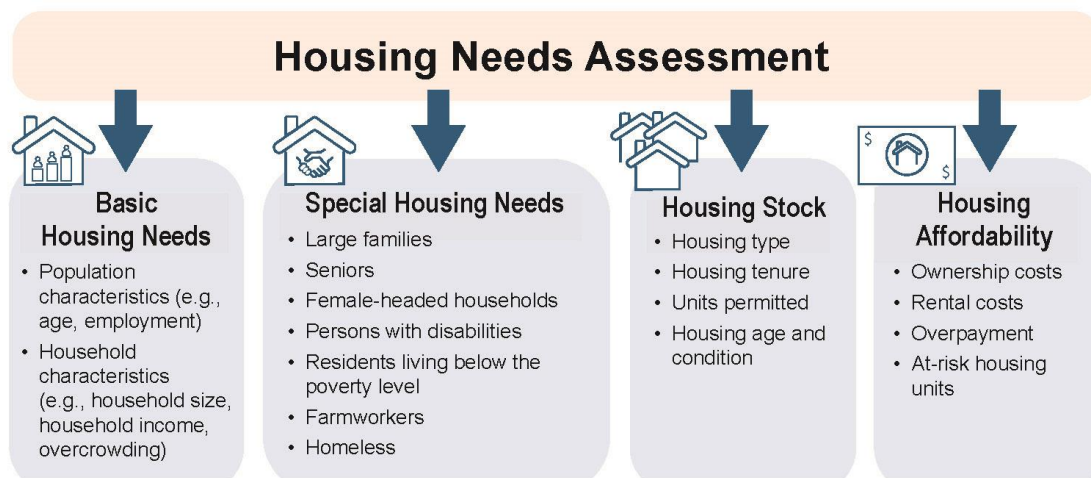 Housing Needs Assessment
$
$
Basic
Housing Needs
• Population
characteristics (e.g.,
age, employment)
• Household
characteristics
(e.g., household size,
household income,
overcrowding)
Special Housing Needs
• Large families
• Seniors
• Female-headed households
• Persons with disabilities
• Residents living below the
poverty level
• Farmworkers
• Homeless
Housing Stock
• Housing type
• Housing tenure
• Units permitted
• Housing age and
condition
Housing
Affordability
• Ownership costs
• Rental costs
• Overpayment
• At-risk housing
units